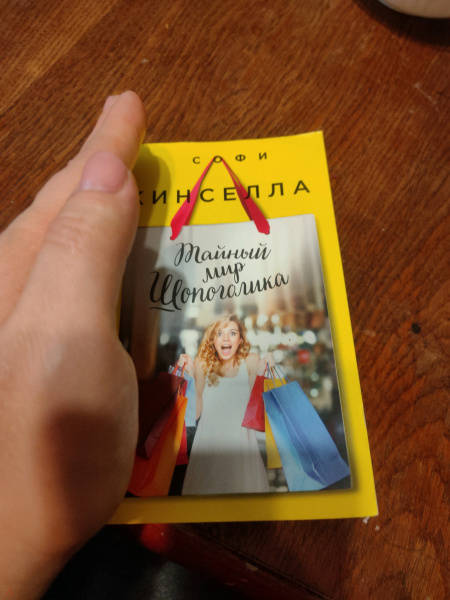 СОФИ
КИНСЕЛЛА
Тайный
мир
Шопоголика